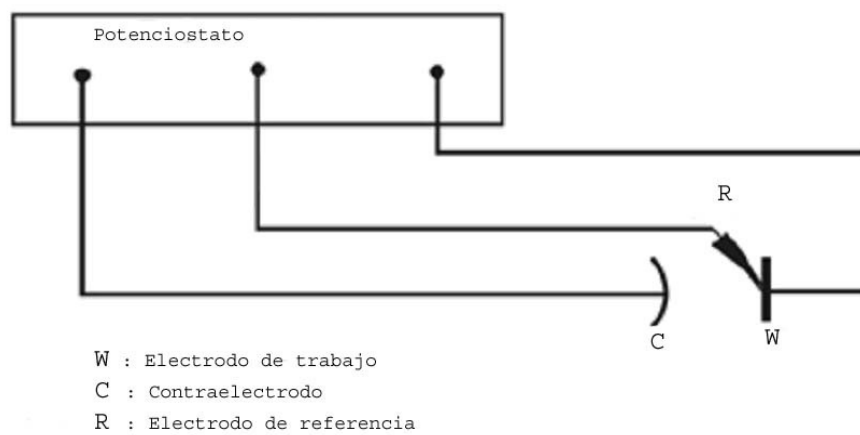 Potenciostato
R
C
W
W : Electrodo de trabajo
C : Contraelectrodo
R : Electrodo de referencia